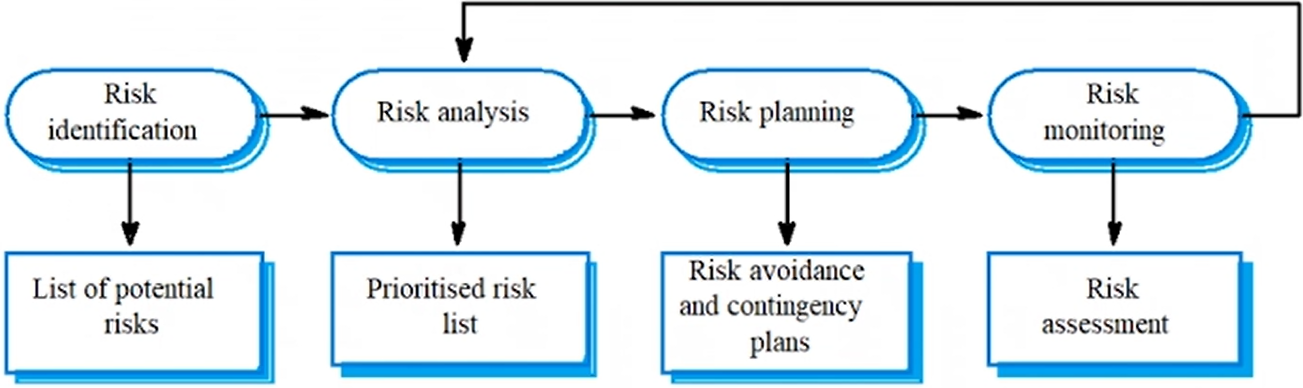 Risk
identification
Risk analysis
Risk planning
Risk
monitoring
List of potential
risks
Prioritised risk
list
Risk avoidance
and contingency
plans
Risk
assessment